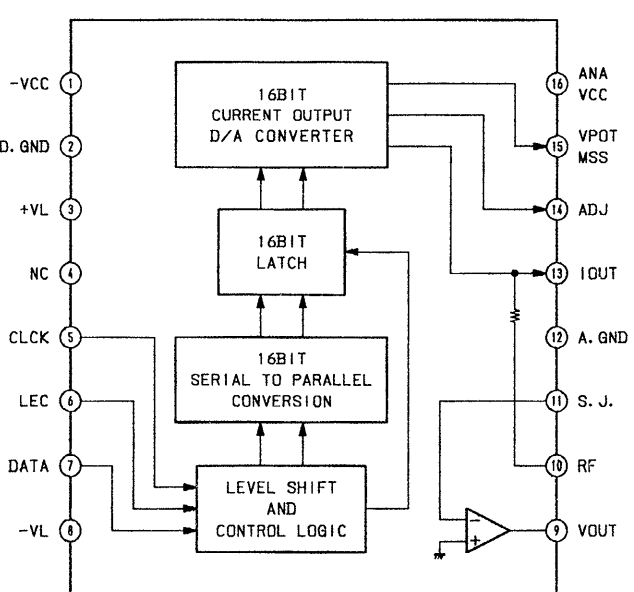 -VCC 1
D. GND 2
+VL 3
NC 4
CLCK 5
LEC 6
DATA 7
-VL 8
16BIT
CURRENT OUTPUT
D/A CONVERTER
16BIT
LATCH
16BIT
SERIAL TO PARALLEL
CONVERSION
LEVEL SHIFT
AND
CONTROL LOGIC
-
+
16 ANA
VCC
15 VPOT
MSS
14 ADJ
13 IOUT
12 A. GND
11 S. J.
10 RF
9 VOUT